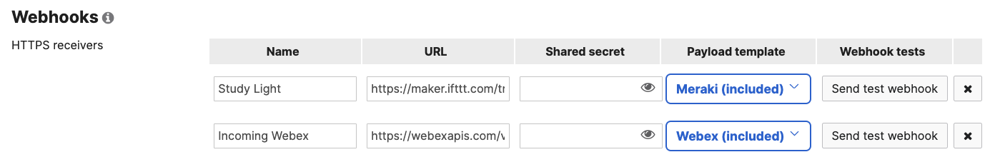 Webhooks
HTTPS receivers
Name URL Shared secret Payload template Webhook tests
Study Light https://maker.ifttt.com/tr Meraki (included) Send test webhook
Incoming Webex https://webexapis.com/v Webex (included) Send test webhook